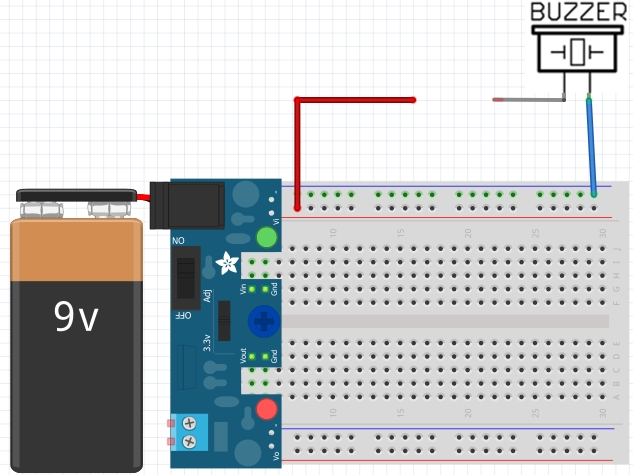 BUZZER
- Vi
NO
Adj
Vin Gnd
OFF
3.3v
Vout Gnd
- Vo
9v
10 15 20 25 30
J
H
G
F
E
D
C
B
A
10 15 20 25 30